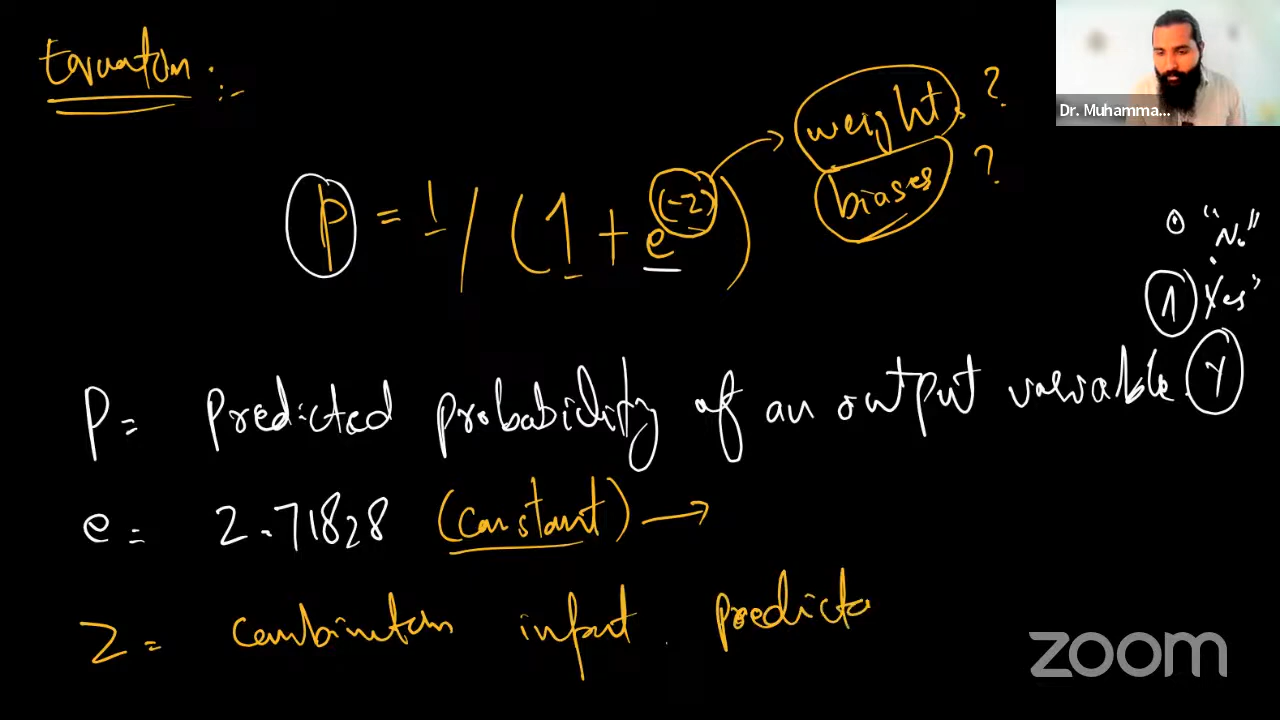 Equation :-
Dr. Muhamma...
weights ?
biases ?
p = 1 / (1 + e^(-z))
0 "No"
1 Yes"
P = Predicted probability of an output variable. Y
e = 2.71828 (constant) →
Z = combination input predicto
zoom